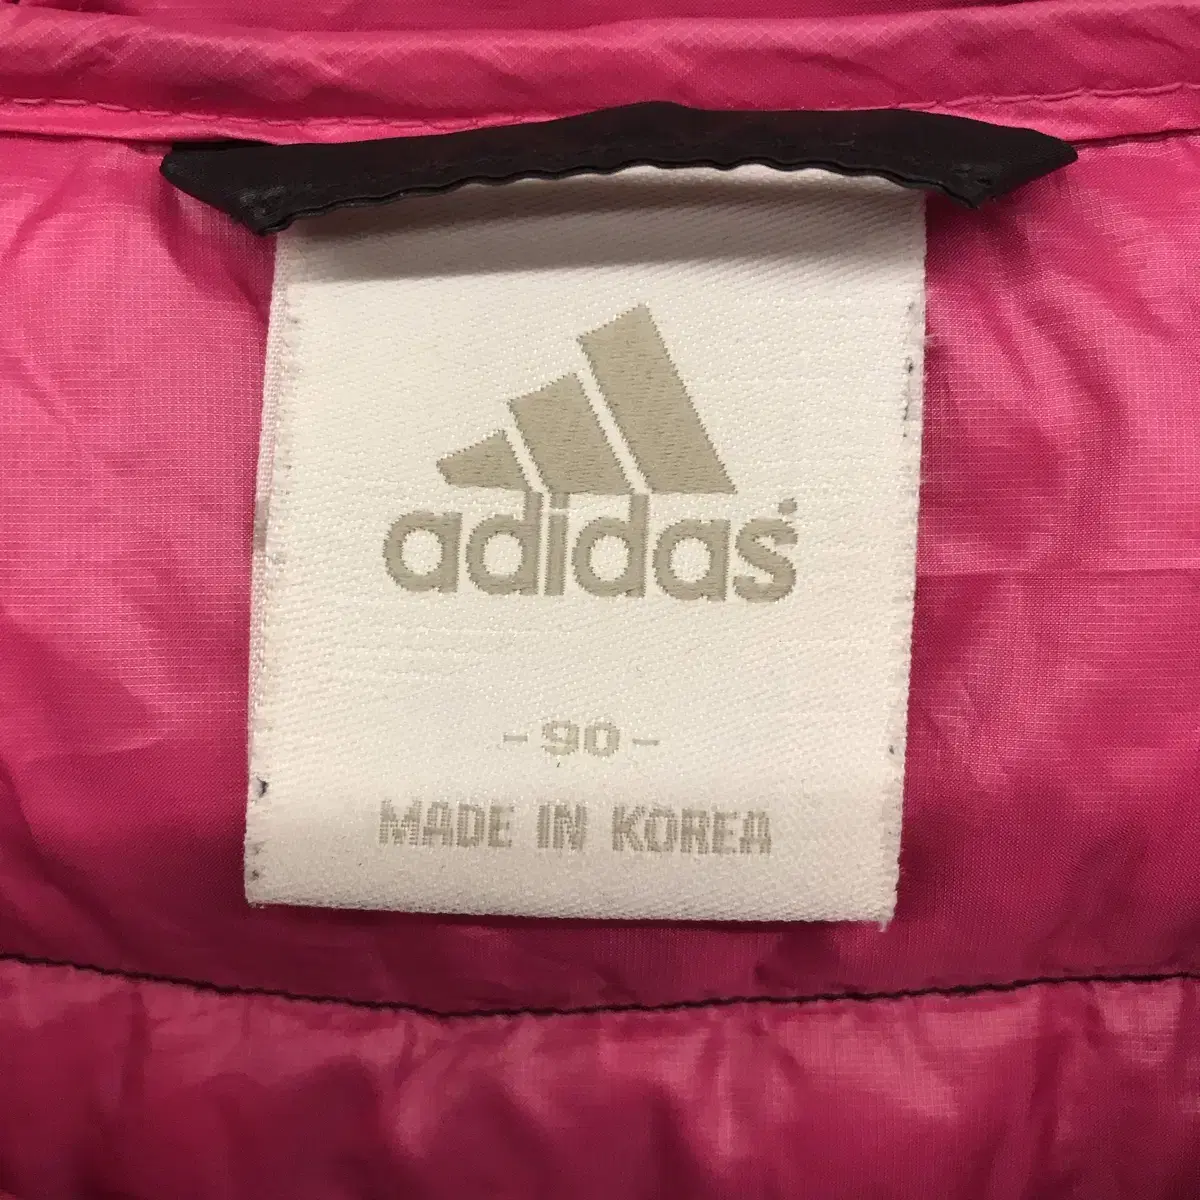 adidas
- 90 -
MADE IN KOREA